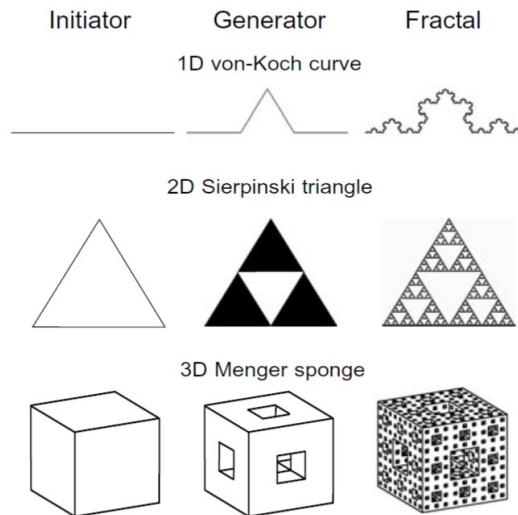 Initiator Generator Fractal
1D von-Koch curve
2D Sierpinski triangle
3D Menger sponge